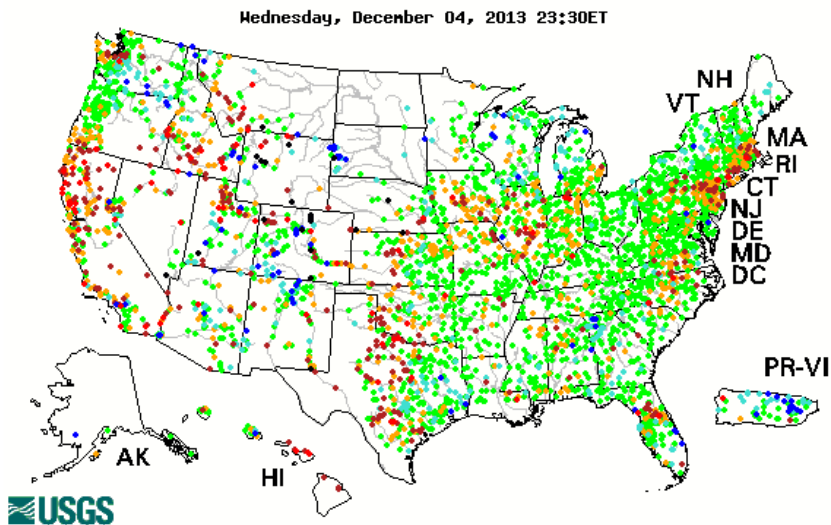 Wednesday, December 04, 2013 23:30ET
NH
VT
MA
RI
CT
NJ
DE
MD
DC
PR-VI
AK
HI
USGS